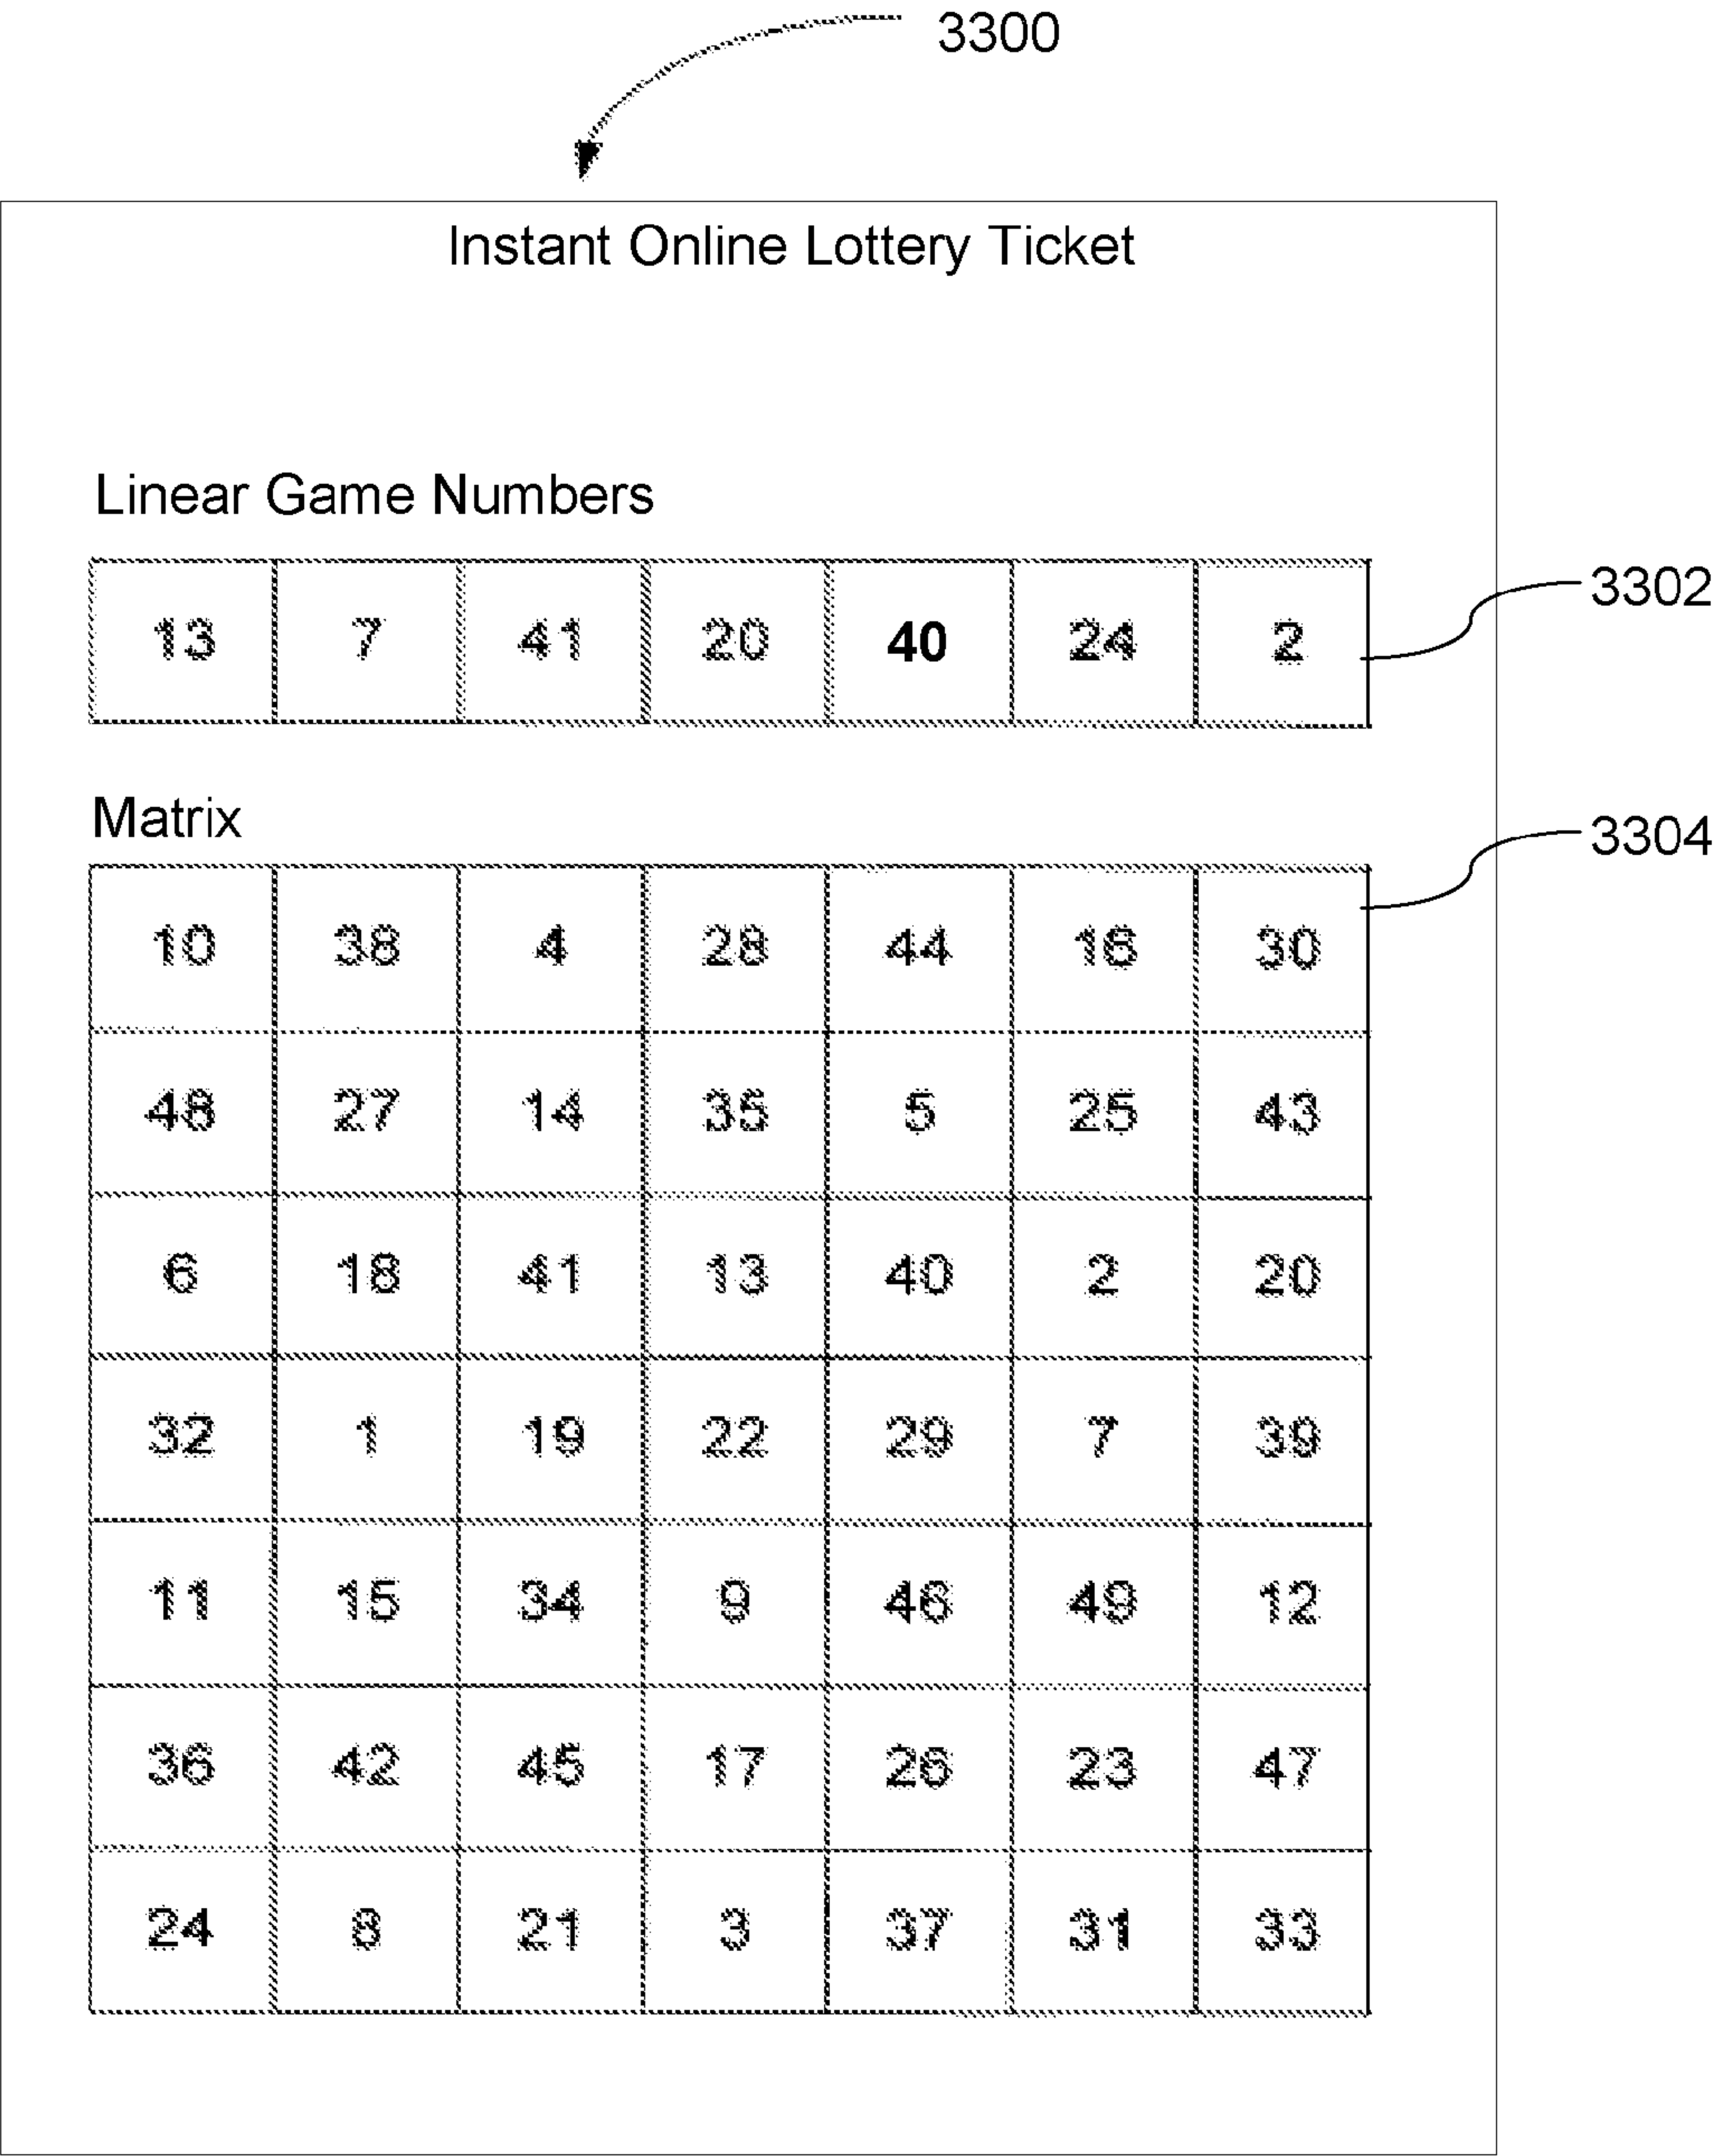 3300
Instant Online Lottery Ticket
Linear Game Numbers
13 7 41 20 40 24 2
3302
Matrix
3304
10 38 4 28 44 16 30
48 27 14 35 5 25 43
6 18 41 13 40 2 20
32 1 19 22 29 7 39
11 15 34 9 46 49 12
36 42 45 17 26 23 47
24 8 21 3 37 31 33